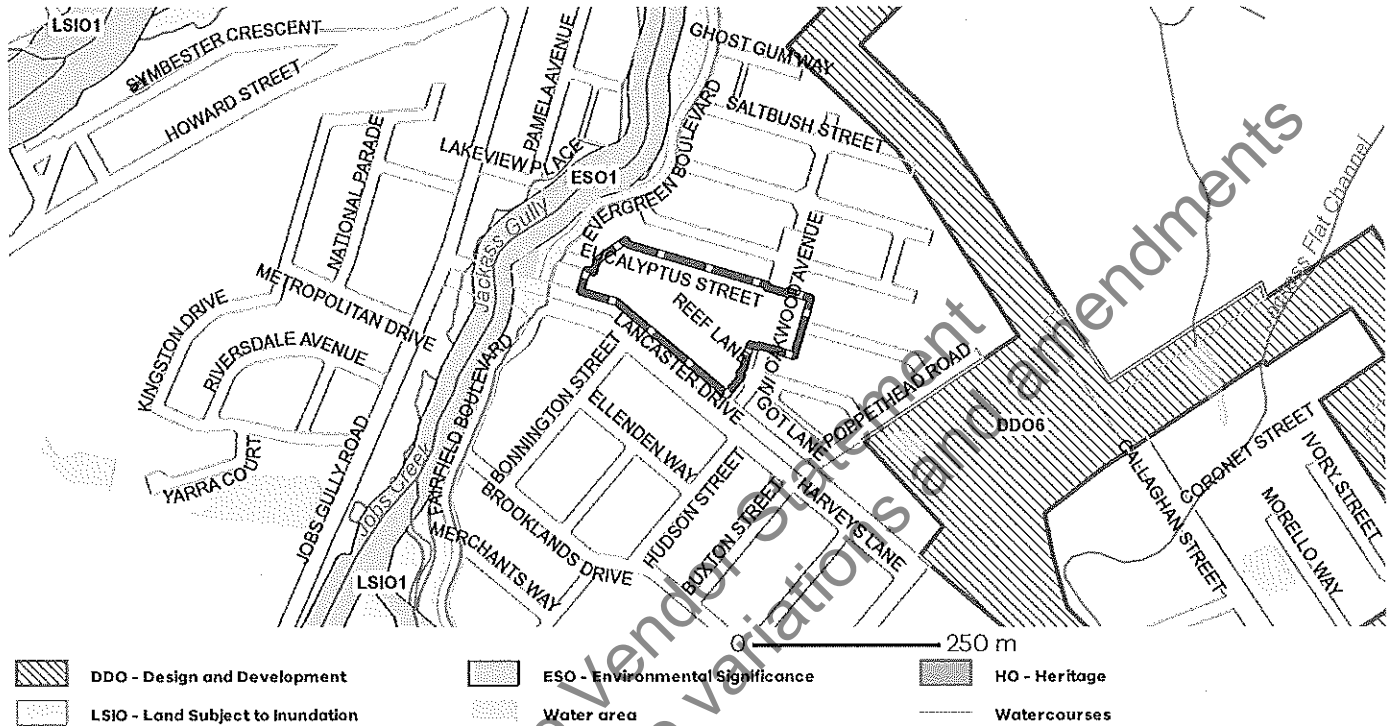 LSIO1
SYMBESTER CRESCENT
HOWARD STREET
NATIONAL PARADE
PAMELA AVENUE
LAKEVIEW PLACE
ESO1
GHOST GUM WAY
SALTBUSH STREET
EVERGREEN BOULEVARD
Jackass Gully
EUCALYPTUS STREET
REEF LANE
LANCASTER DRIVE
METROPOLITAN DRIVE
KINGSTON DRIVE
RIVERSDALE AVENUE
YARRA COURT
JOBS GULLY ROAD
Jobs Creek
FAIRFIELD BOULEVARD
BONNINGTON STREET
ELLENDEN WAY
BROOKLANDS DRIVE
MERCHANTS WAY
HUDSON STREET
BUXTON STREET
HARVEYS LANE
INGOT LANE
POPPETHEAD ROAD
DDO6
Flat Channel
CALLAGHAN STREET
CORONET STREET
IVORY STREET
MORELLO WAY
LSIO1
Vendor Statement
variations and amendments
0 250 m
DDO - Design and Development
ESO - Environmental Significance
HO - Heritage
LSIO - Land Subject to Inundation
Water area
Watercourses